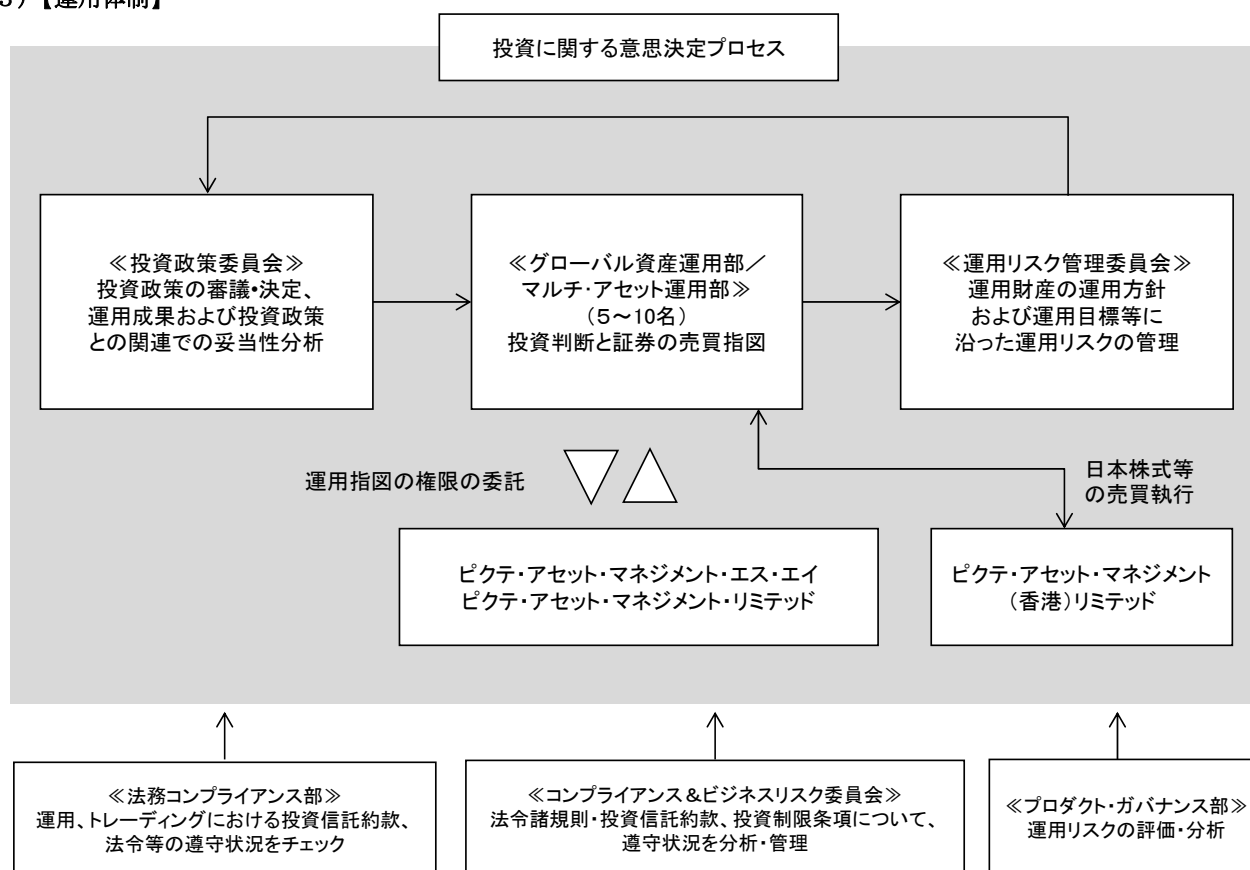 【運用体制】
投資に関する意思決定プロセス
≪投資政策委員会≫
投資政策の審議・決定、
運用成果および投資政策
との関連での妥当性分析
≪グローバル資産運用部／
マルチ・アセット運用部≫
（５～10名）
投資判断と証券の売買指図
≪運用リスク管理委員会≫
運用財産の運用方針
および運用目標等に
沿った運用リスクの管理
運用指図の権限の委託
日本株式等
の売買執行
ピクテ・アセット・マネジメント・エス・エイ
ピクテ・アセット・マネジメント・リミテッド
ピクテ・アセット・マネジメント
（香港）リミテッド
≪法務コンプライアンス部≫
運用、トレーディングにおける投資信託約款、
法令等の遵守状況をチェック
≪コンプライアンス＆ビジネスリスク委員会≫
法令諸規則・投資信託約款、投資制限条項について、
遵守状況を分析・管理
≪プロダクト・ガバナンス部≫
運用リスクの評価・分析